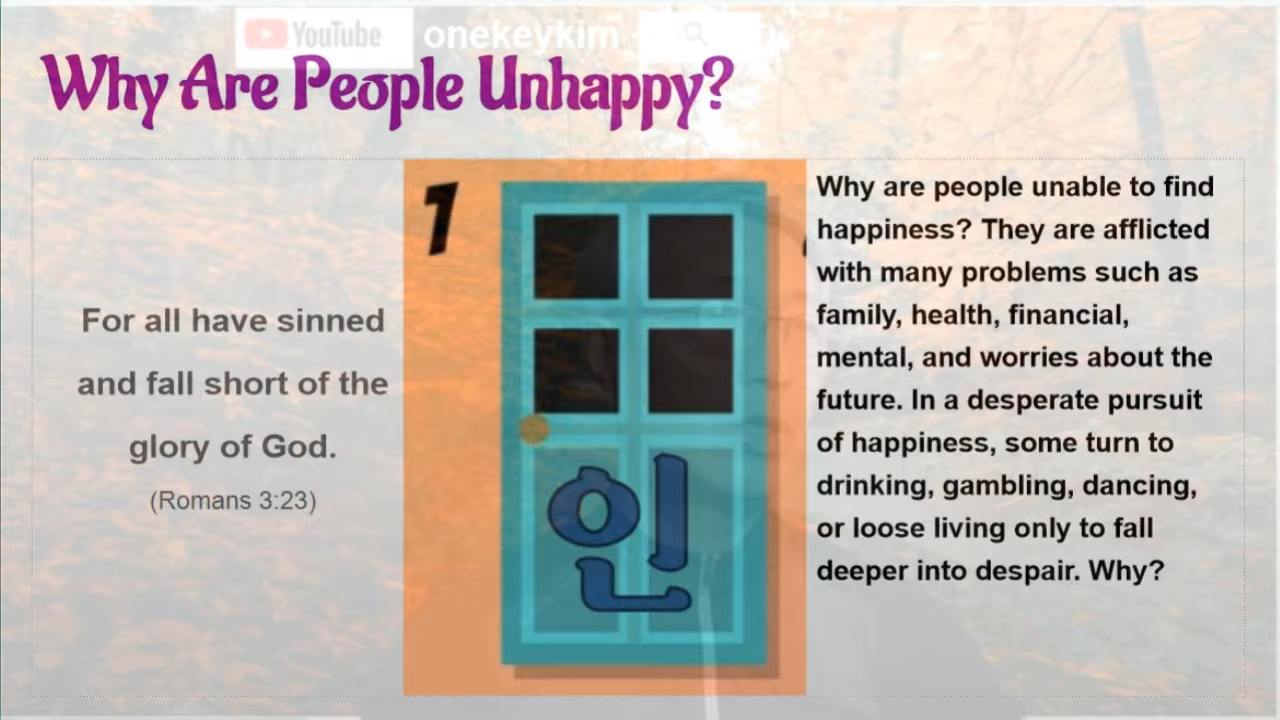 YouTube onekeykim
Why Are People Unhappy?
For all have sinned
and fall short of the
glory of God.
(Romans 3:23)
1
인
Why are people unable to find
happiness? They are afflicted
with many problems such as
family, health, financial,
mental, and worries about the
future. In a desperate pursuit
of happiness, some turn to
drinking, gambling, dancing,
or loose living only to fall
deeper into despair. Why?